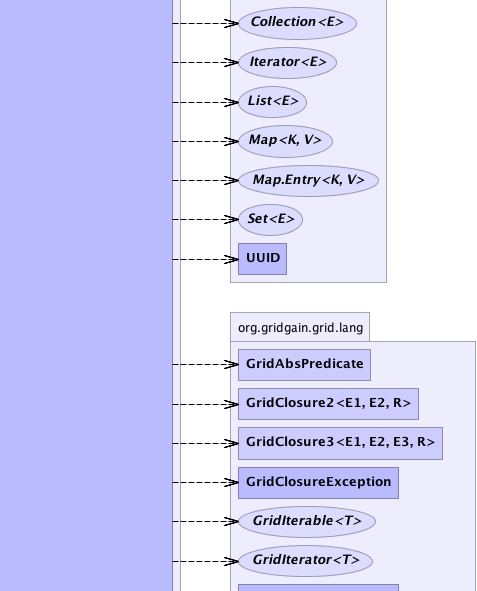 Collection<E>
Iterator<E>
List<E>
Map<K, V>
Map.Entry<K, V>
Set<E>
UUID
org.gridgain.grid.lang
GridAbsPredicate
GridClosure2<E1, E2, R>
GridClosure3<E1, E2, E3, R>
GridClosureException
GridIterable<T>
GridIterator<T>